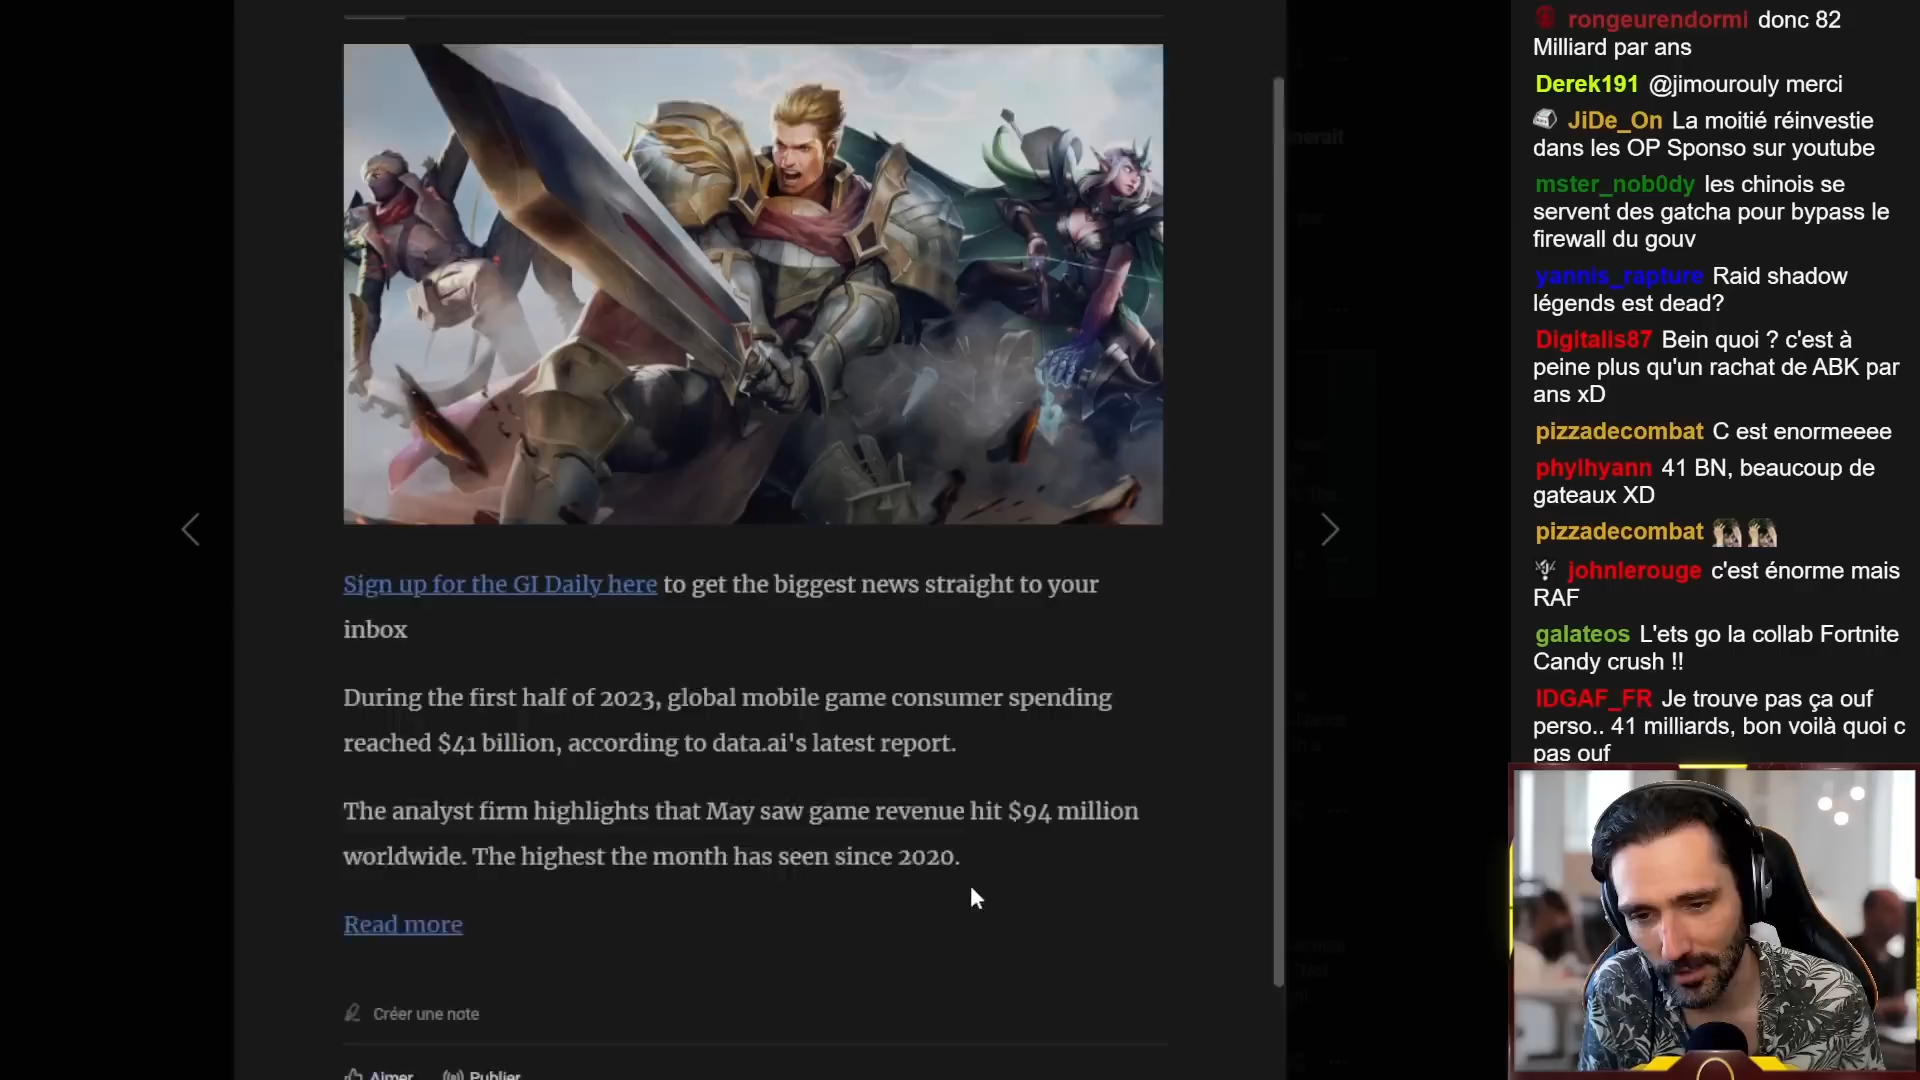 Sign up for the GI Daily here to get the biggest news straight to your
inbox
During the first half of 2023, global mobile game consumer spending
reached $41 billion, according to data.ai's latest report.
The analyst firm highlights that May saw game revenue hit $94 million
worldwide. The highest the month has seen since 2020.
Read more
Créer une note
Aimer Publier
nerait
rongeurendormi donc 82
Milliard par ans
Derek191 @jimourouly merci
JiDe_On La moitié réinvestie
dans les OP Sponso sur youtube
mster_nob0dy les chinois se
servent des gatcha pour bypass le
firewall du gouv
yannis_rapture Raid shadow
légends est dead?
Digitalis87 Bein quoi ? c'est à
peine plus qu'un rachat de ABK par
ans xD
pizzadecombat C est enormeeee
phylhyann 41 BN, beaucoup de
gateaux XD
pizzadecombat
johnlerouge c'est énorme mais
RAF
galateos L'ets go la collab Fortnite
Candy crush !!
IDGAF_FR Je trouve pas ça ouf
perso.. 41 milliards, bon voilà quoi c
pas ouf